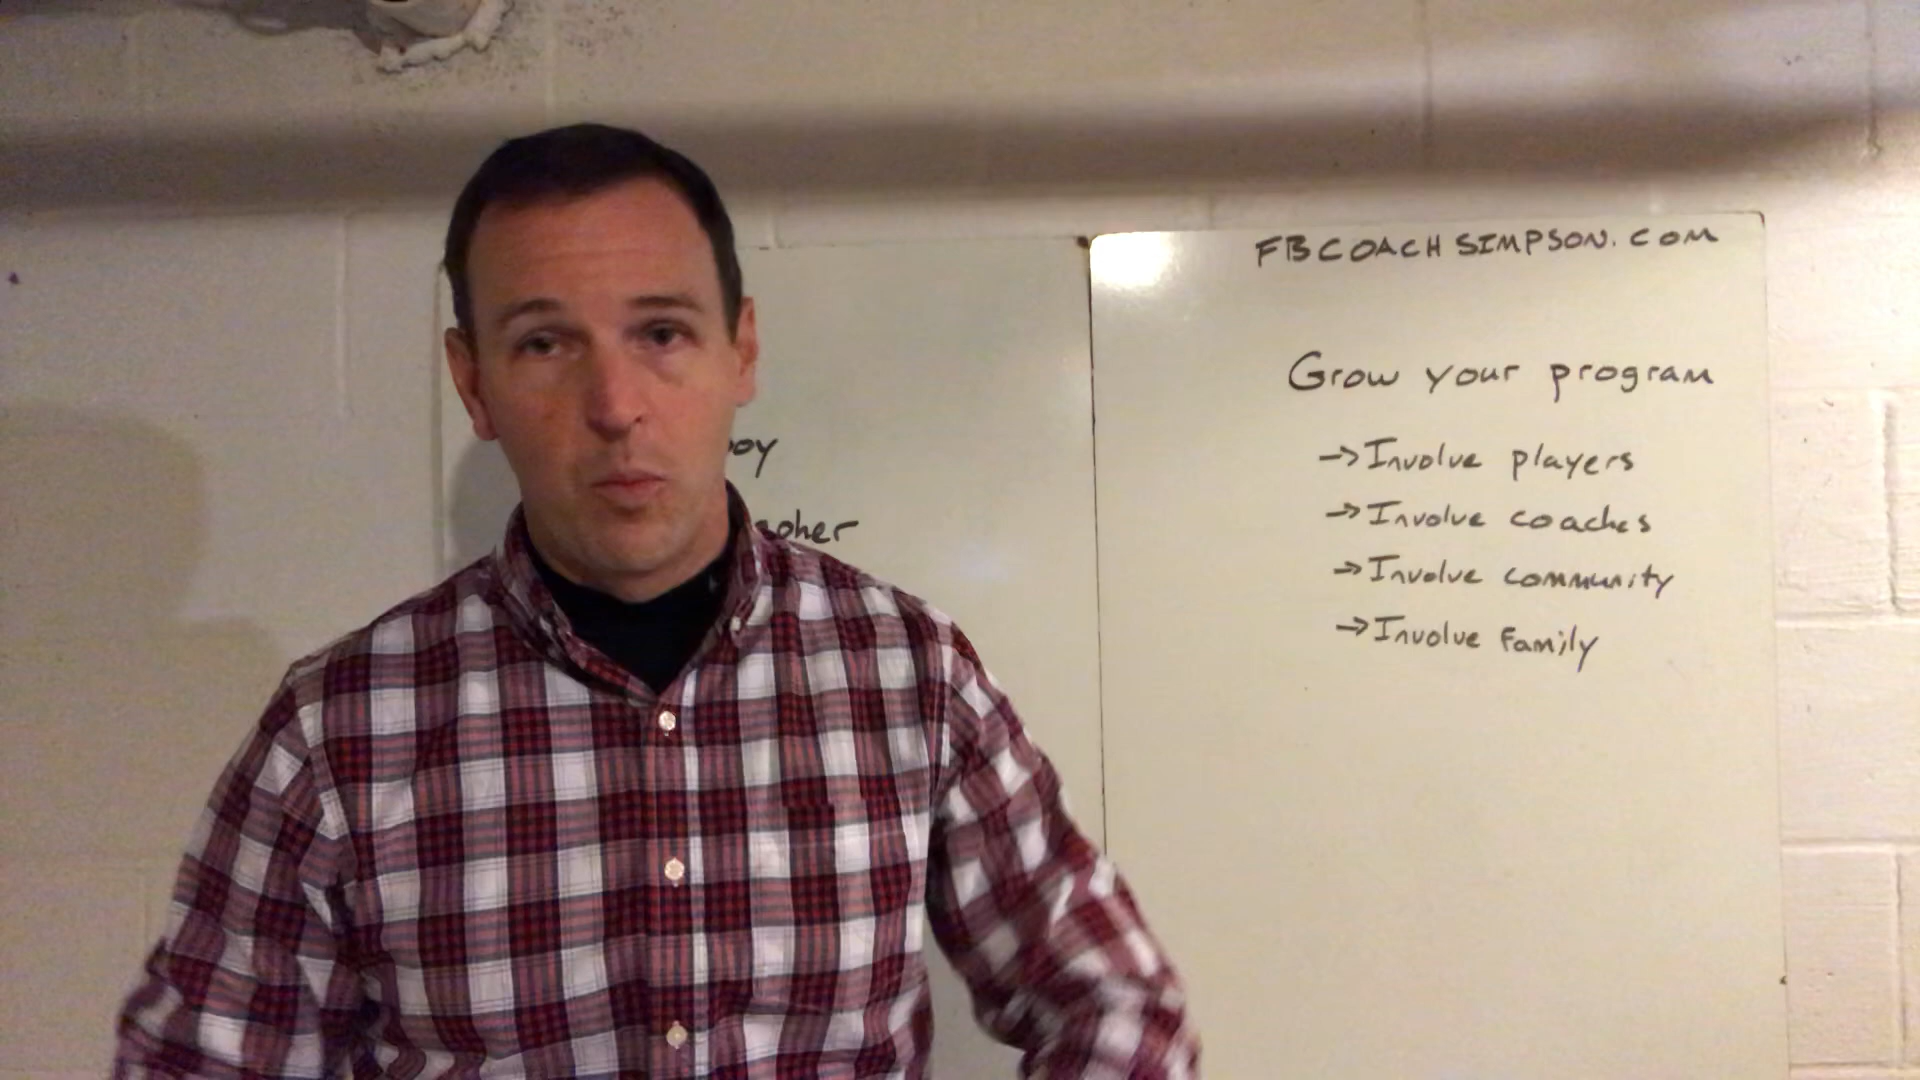 FBCOACHSIMPSON.COM
Grow your program
→Involve players
→Involve coaches
→Involve community
→Involve Family